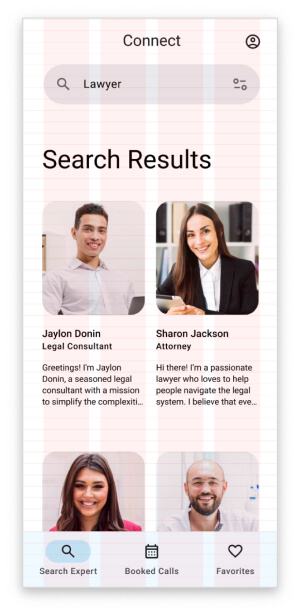 Connect
Lawyer
Search Results
Jaylon Donin
Legal Consultant
Greetings! I'm Jaylon
Donin, a seasoned legal
consultant with a mission
to simplify the complexiti...
Sharon Jackson
Attorney
Hi there! I'm a passionate
lawyer who loves to help
people navigate the legal
system. I believe that eve...
Search Expert
Booked Calls
Favorites